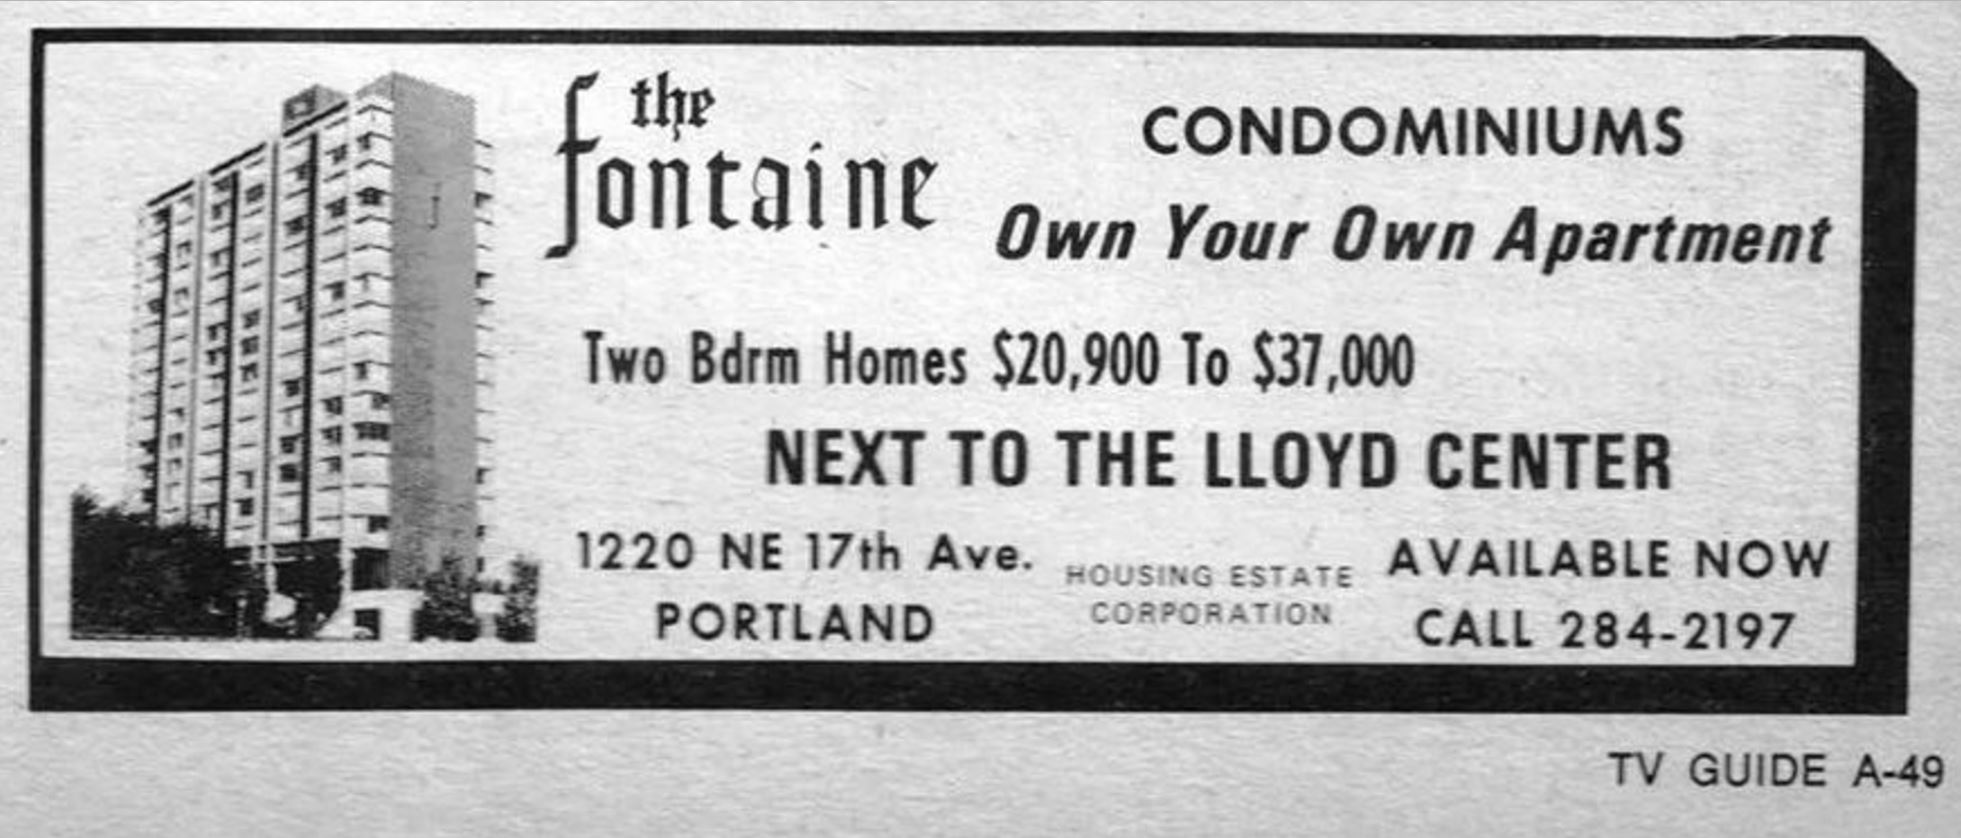 the
fontaine
CONDOMINIUMS
Own Your Own Apartment
Two Bdrm Homes $20,900 To $37,000
NEXT TO THE LLOYD CENTER
1220 NE 17th Ave.
PORTLAND
HOUSING ESTATE
CORPORATION
AVAILABLE NOW
CALL 284-2197
TV GUIDE A-49